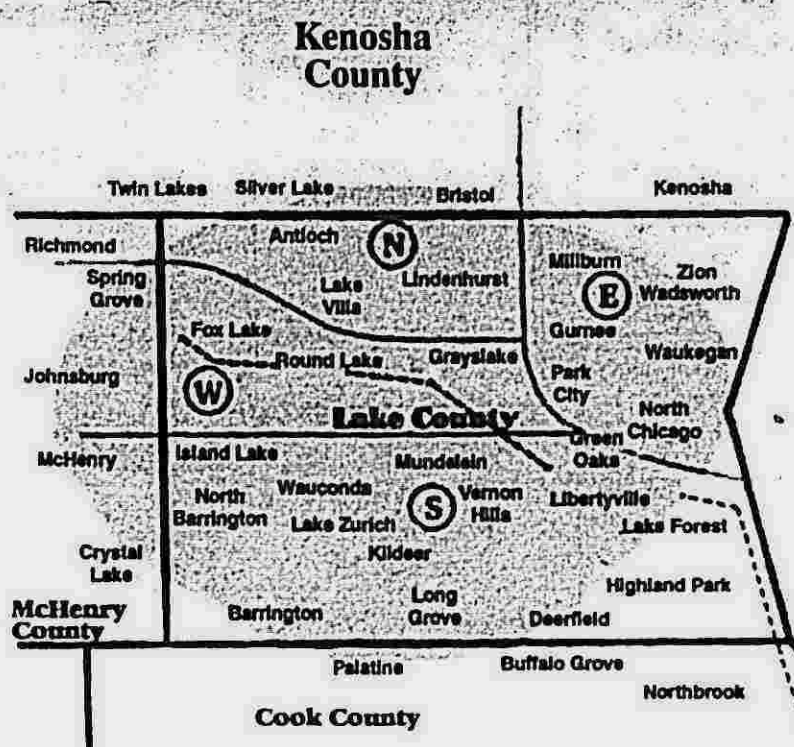 Kenosha
County
Twin Lakes
Silver Lake
Bristol
Kenosha
Richmond
Antioch
N
Millburn
Spring
Grove
Lake
Villa
Lindenhurst
E
Zion
Wadsworth
Fox Lake
Gurnee
Round Lake
Grayslake
Waukegan
Johnsburg
W
Park
City
Lake County
North
Chicago
McHenry
Island Lake
Mundelein
Green
Oaks
North
Barrington
Wauconda
S
Vernon
Hills
Libertyville
Lake Zurich
Lake Forest
Kildeer
Crystal
Lake
Highland Park
McHenry
County
Barrington
Long
Grove
Deerfield
Palatine
Buffalo Grove
Northbrook
Cook County